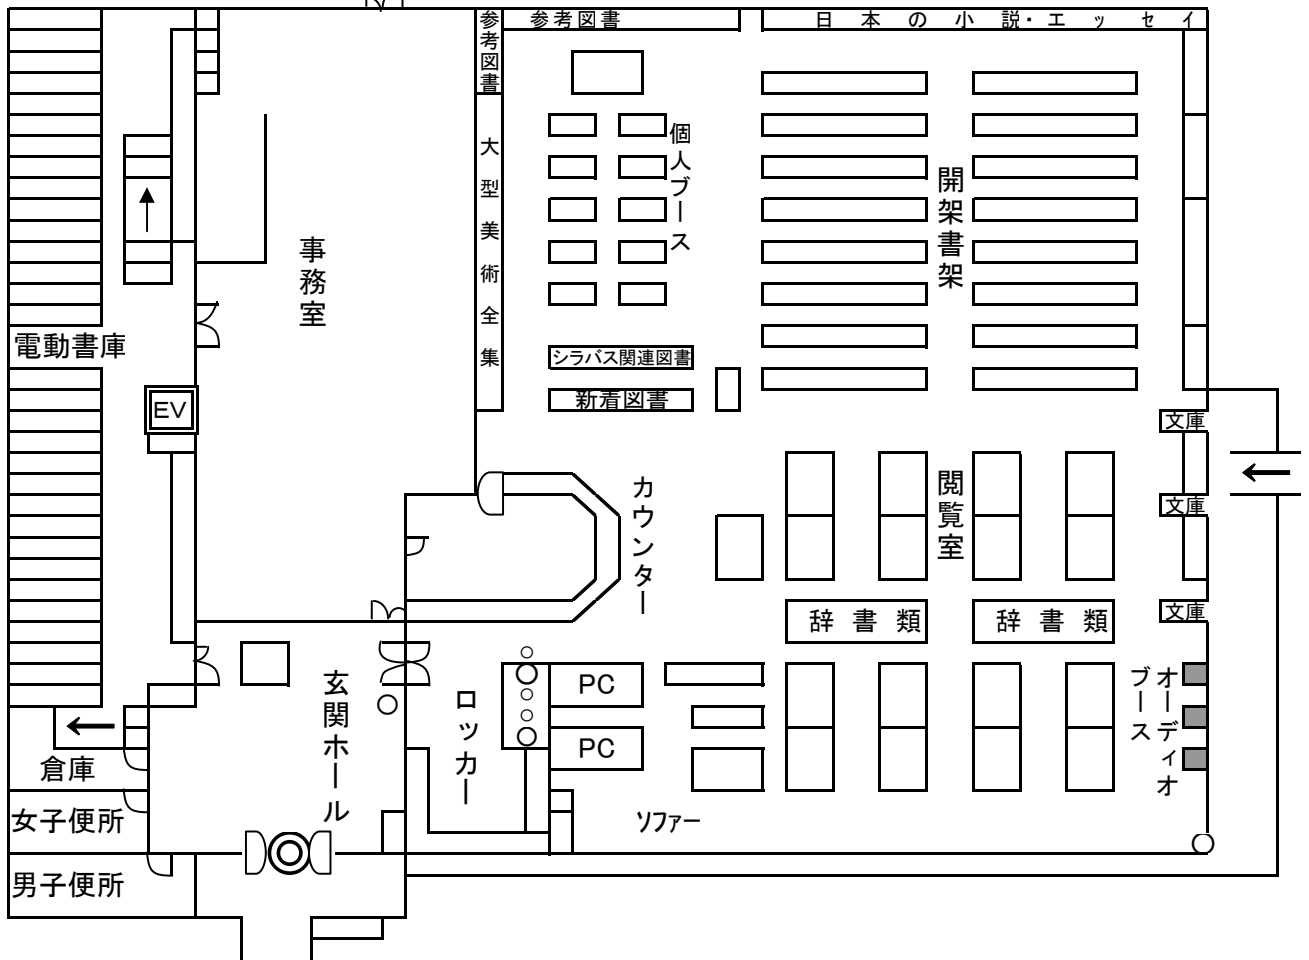 参考図書
参考図書
日本の小説・エッセイ
大型美術全集
個人ブース
開架書架
事務室
電動書庫
シラバス関連図書
新着図書
EV
文庫
カウンター
閲覧室
文庫
辞書類
辞書類
文庫
玄関ホール
ロッカー
PC
PC
オーディオ
ブース
倉庫
女子便所
ソファー
男子便所